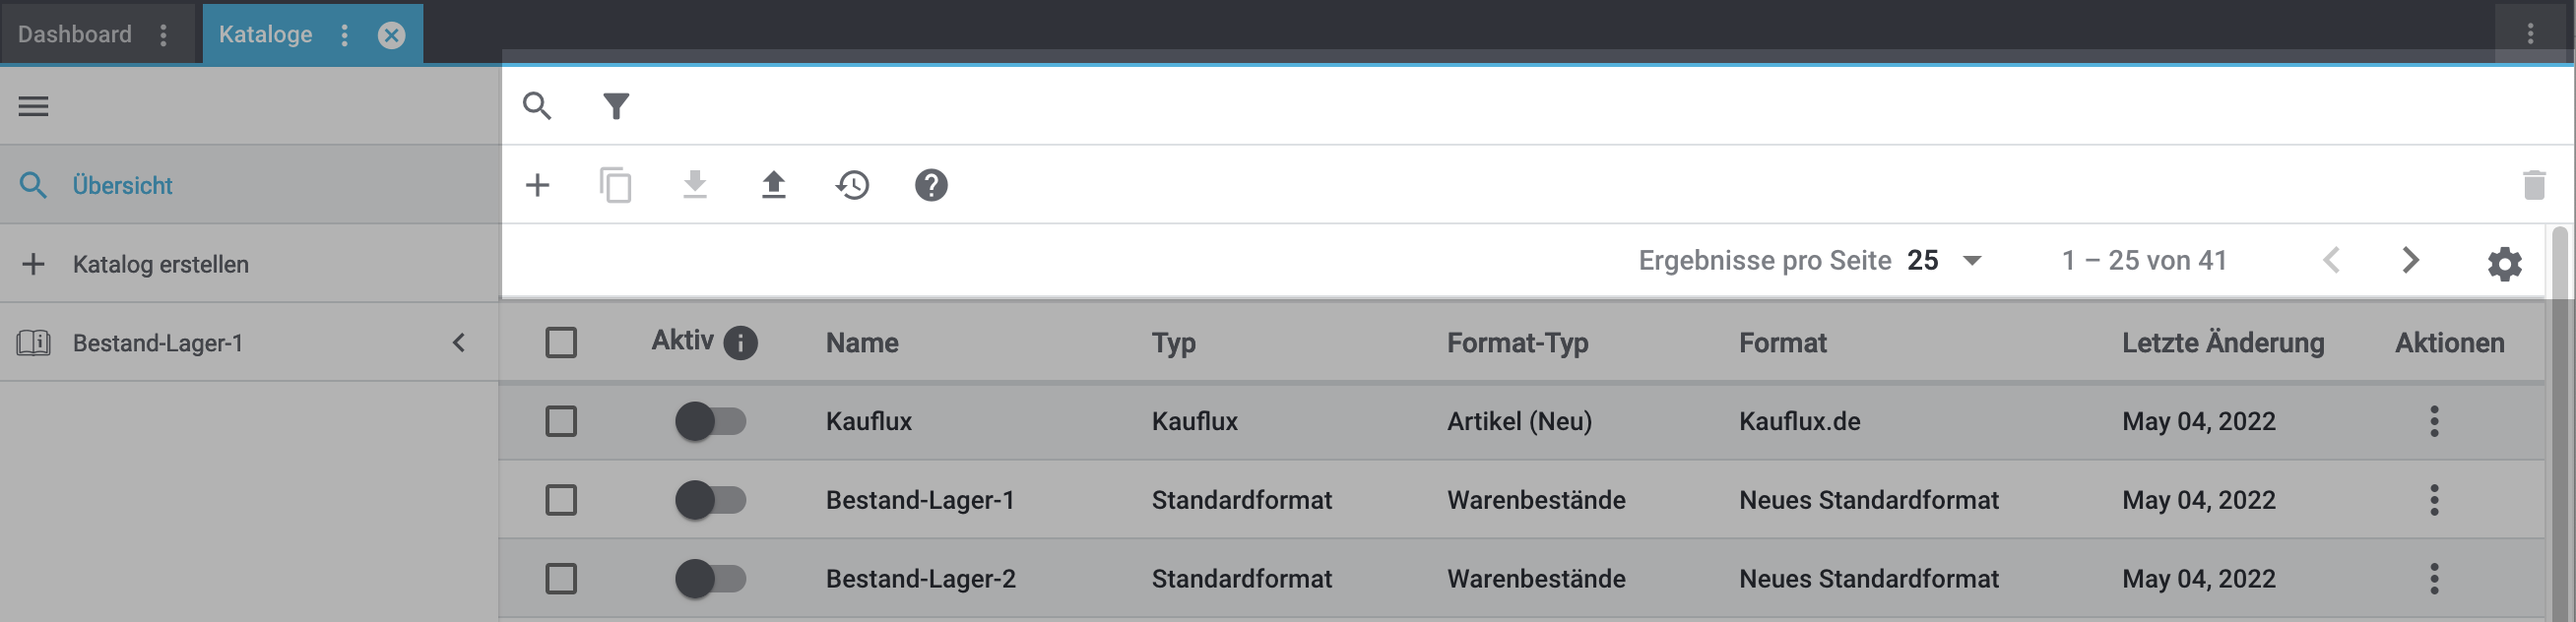 Dashboard Kataloge
Übersicht
Katalog erstellen
Ergebnisse pro Seite 25 1 – 25 von 41
Bestand-Lager-1
Aktiv Name Typ Format-Typ Format Letzte Änderung Aktionen
Kauflux Kauflux Artikel (Neu) Kauflux.de May 04, 2022
Bestand-Lager-1 Standardformat Warenbestände Neues Standardformat May 04, 2022
Bestand-Lager-2 Standardformat Warenbestände Neues Standardformat May 04, 2022